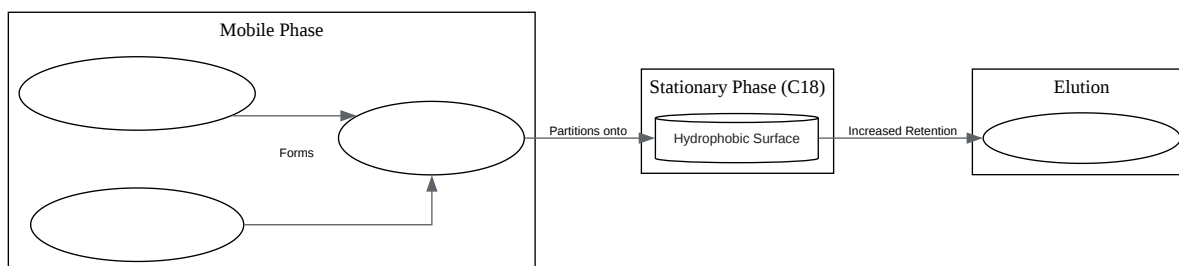 Mobile Phase
Forms
Partitions onto
Stationary Phase (C18)
Hydrophobic Surface
Increased Retention
Elution